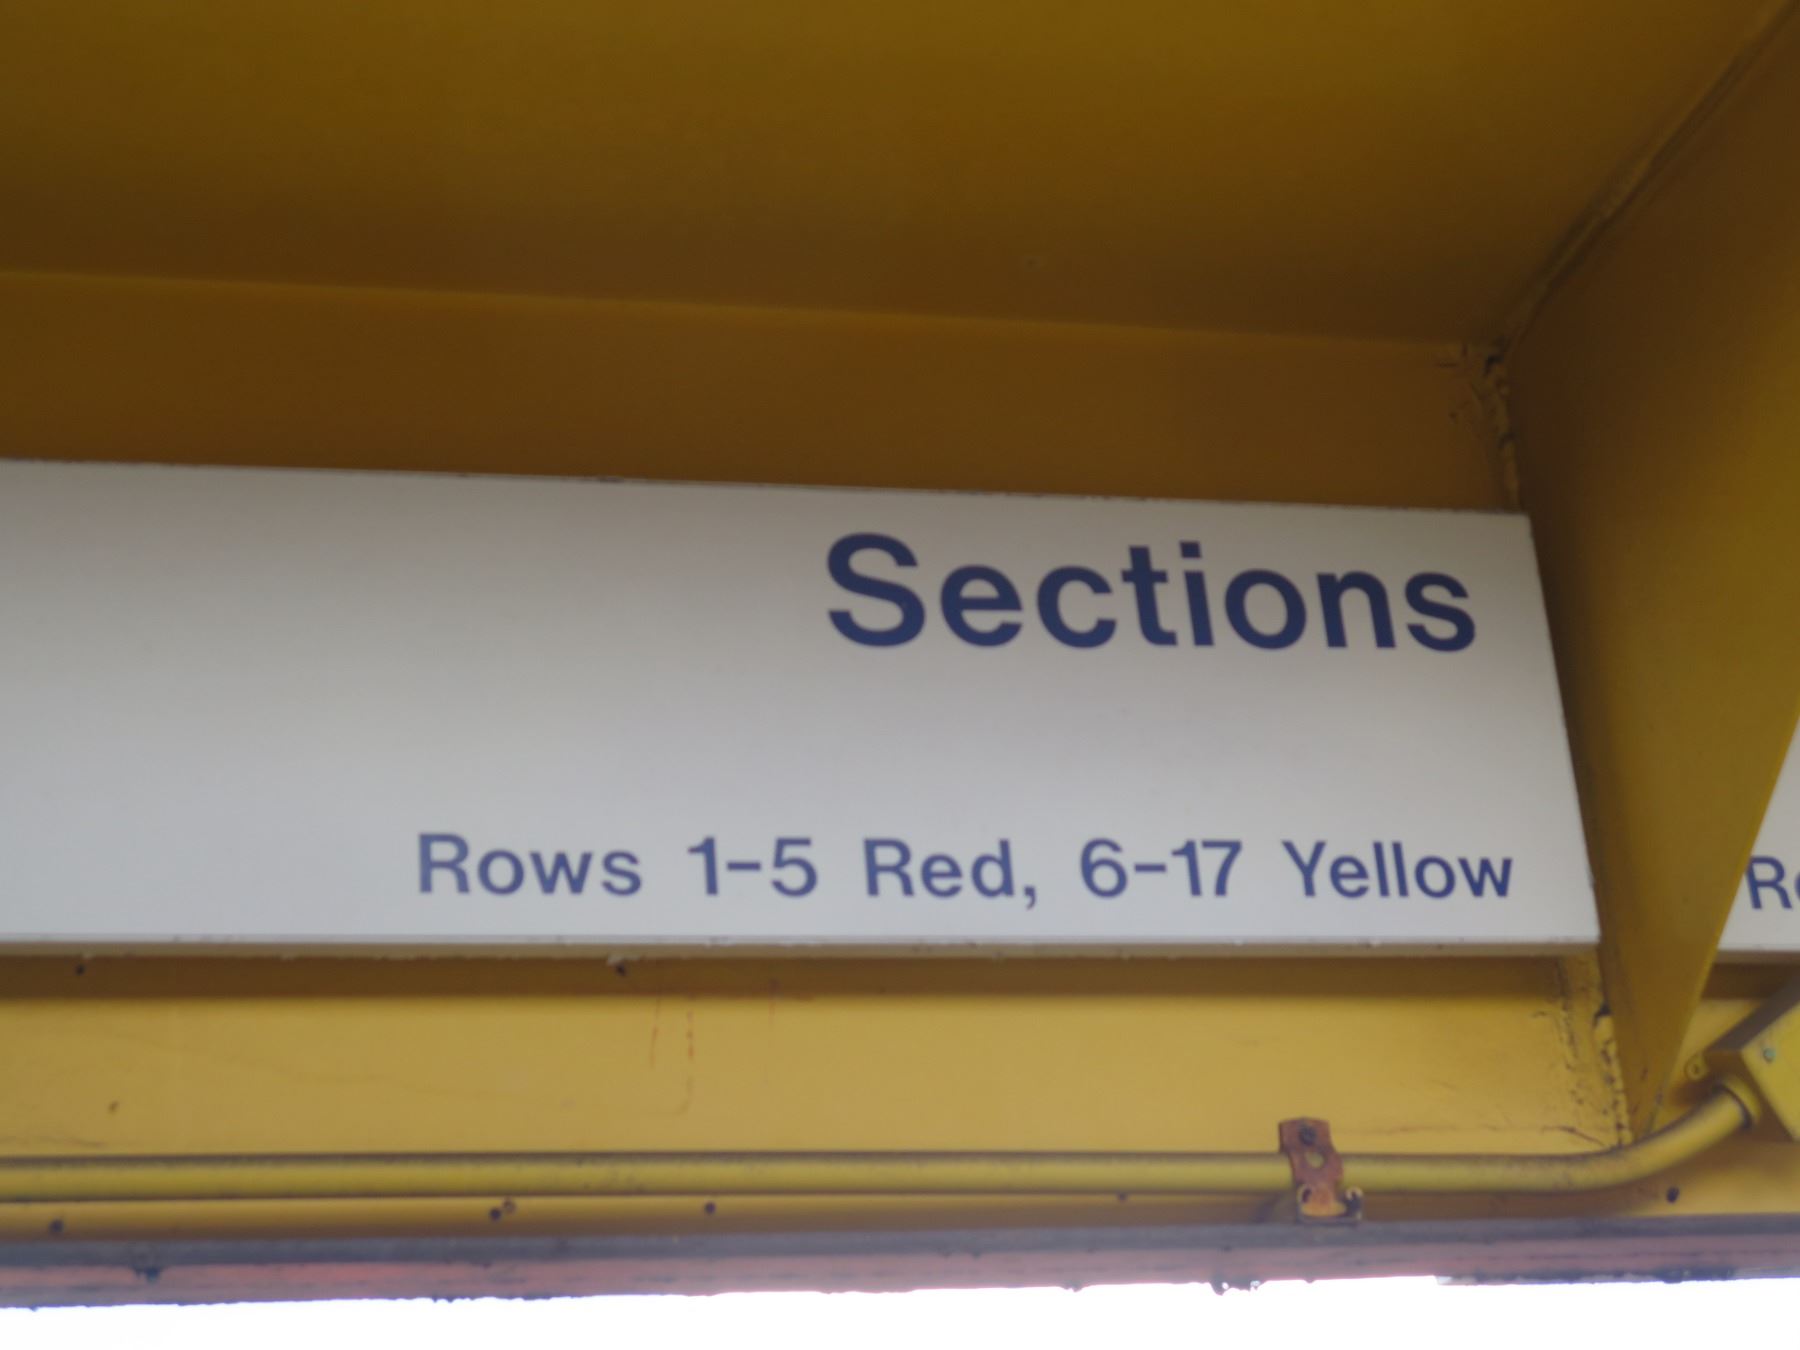 Sections
Rows 1-5 Red, 6-17 Yellow